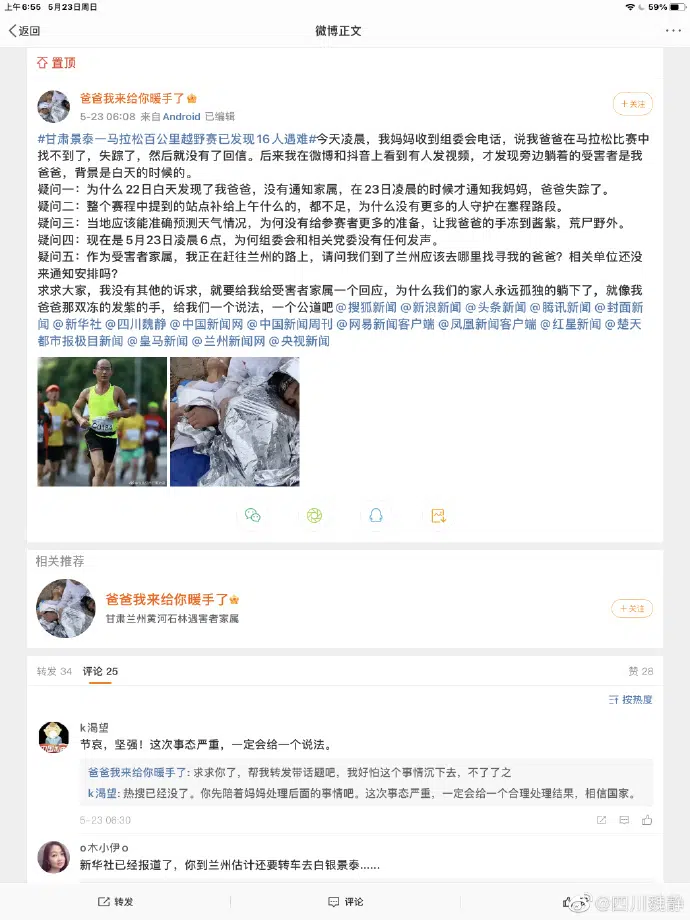 上午6:55 5月23日周日
59%
返回
微博正文
置顶
爸爸我来给你暖手了
5-23 06:08 来自 Android 已编辑
+关注
#甘肃景泰一马拉松百公里越野赛已发现16人遇难#今天凌晨，我妈妈收到组委会电话，说我爸爸在马拉松比赛中
找不到了，失踪了，然后就没有了回信。后来我在微博和抖音上看到有人发视频，才发现旁边躺着的受害者是我
爸爸，背景是白天的时候的。
疑问一：为什么22日白天发现了我爸爸，没有通知家属，在23日凌晨的时候才通知我妈妈，爸爸失踪了。
疑问二：整个赛程中提到的站点补给上午什么的，都不足，为什么没有更多的人守护在塞程路段。
疑问三：当地应该能准确预测天气情况，为何没有给参赛者更多的准备，让我爸爸的手冻到酱紫，荒尸野外。
疑问四：现在是5月23日凌晨6点，为何组委会和相关党委没有任何发声。
疑问五：作为受害者家属，我正在赶往兰州的路上，请问我们到了兰州应该去哪里找寻我的爸爸？相关单位还没
来通知安排吗？
求求大家，我没有其他的诉求，就要给我给受害者家属一个回应，为什么我们的家人永远孤独的躺下了，就像我
爸爸那双冻的发紫的手，给我们一个说法，一个公道吧@搜狐新闻 @新浪新闻 @头条新闻 @腾讯新闻 @封面新
闻 @新华社 @四川魏静 @中国新闻网 @中国新闻周刊 @网易新闻客户端 @凤凰新闻客户端 @红星新闻 @楚天
都市报极目新闻 @皇马新闻 @兰州新闻网 @央视新闻
相关推荐
爸爸我来给你暖手了
甘肃兰州黄河石林遇害者家属
+关注
转发 34 评论 25
赞 28
按热度
k渴望
节哀，坚强！这次事态严重，一定会给一个说法。
爸爸我来给你暖手了: 求求你了，帮我转发带话题吧，我好怕这个事情沉下去，不了了之
k渴望: 热搜已经没了。你先陪着妈妈处理后面的事情吧。这次事态严重，一定会给一个合理处理结果，相信国家。
5-23 06:30
o木小伊o
新华社已经报道了，你到兰州估计还要转车去白银景泰......
转发
评论
@四川魏静